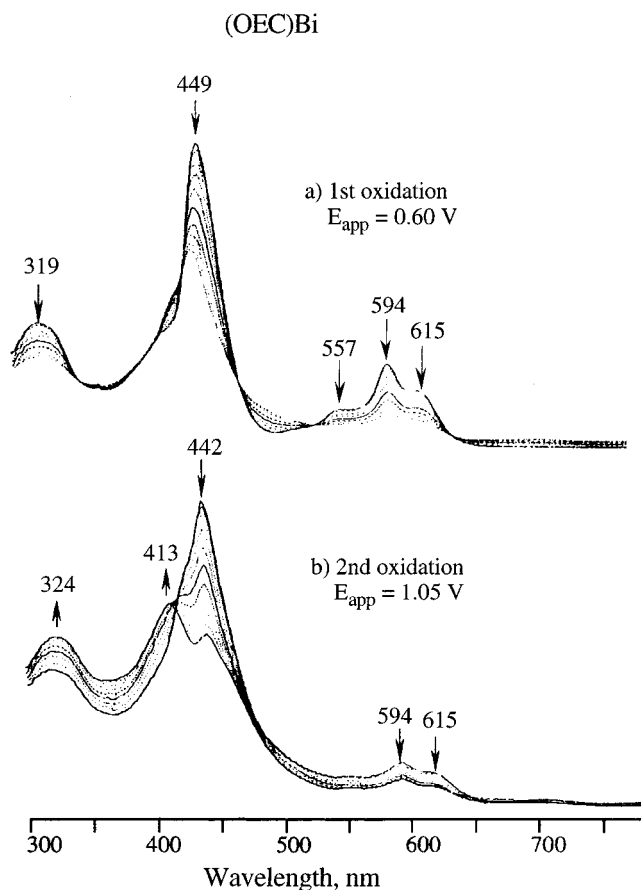 (OEC)Bi
449
a) 1st oxidation
E_app = 0.60 V
319
594
557
615
442
413
b) 2nd oxidation
E_app = 1.05 V
324
594
615
300 400 500 600 700
Wavelength, nm